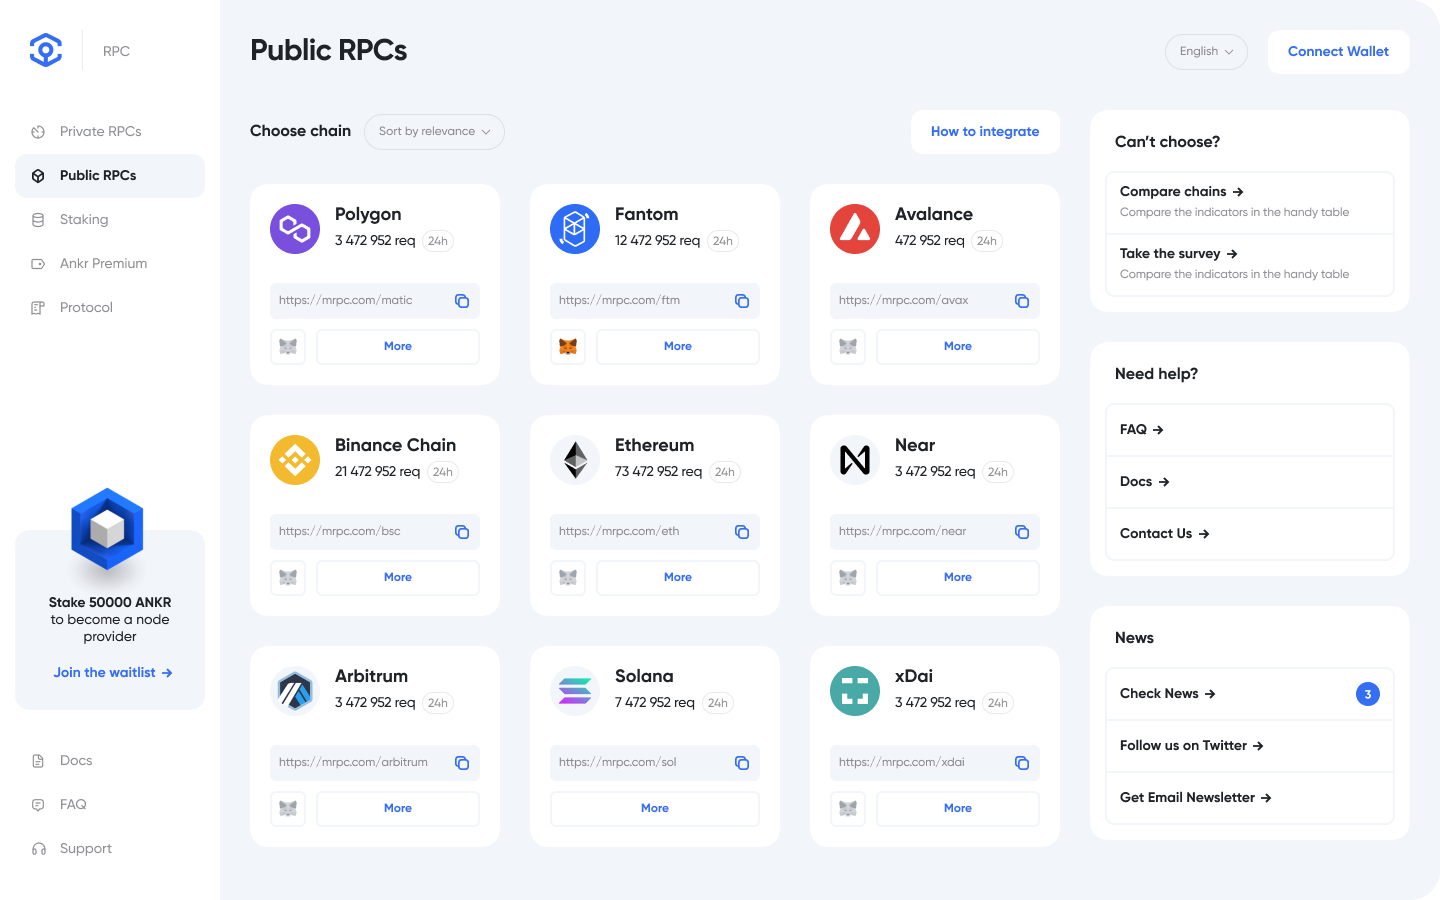 RPC
Private RPCs
Public RPCs
Staking
Ankr Premium
Protocol
Stake 50000 ANKR
to become a node
provider
Join the waitlist →
Docs
FAQ
Support
Public RPCs
English
Connect Wallet
Choose chain
Sort by relevance
How to integrate
Polygon
3 472 952 req 24h
https://mrpc.com/matic
More
Fantom
12 472 952 req 24h
https://mrpc.com/ftm
More
Avalance
472 952 req 24h
https://mrpc.com/avax
More
Binance Chain
21 472 952 req 24h
https://mrpc.com/bsc
More
Ethereum
73 472 952 req 24h
https://mrpc.com/eth
More
Near
3 472 952 req 24h
https://mrpc.com/near
More
Arbitrum
3 472 952 req 24h
https://mrpc.com/arbitrum
More
Solana
7 472 952 req 24h
https://mrpc.com/sol
More
xDai
3 472 952 req 24h
https://mrpc.com/xdai
More
Can’t choose?
Compare chains →
Compare the indicators in the handy table
Take the survey →
Compare the indicators in the handy table
Need help?
FAQ →
Docs →
Contact Us →
News
Check News → 3
Follow us on Twitter →
Get Email Newsletter →